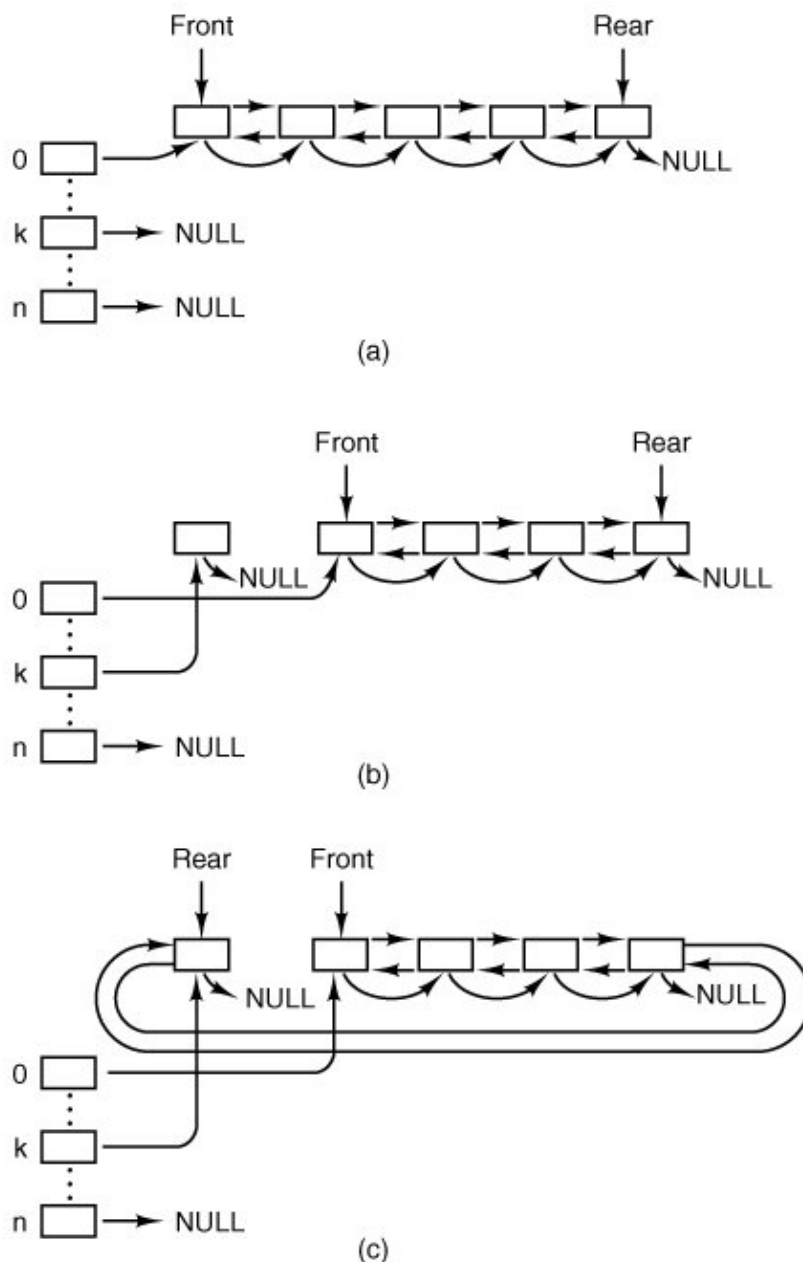 Front Rear
0 NULL
k NULL
n NULL
(a)
Front Rear
NULL NULL
0
k
n NULL
(b)
Rear Front
NULL NULL
0
k
n NULL
(c)